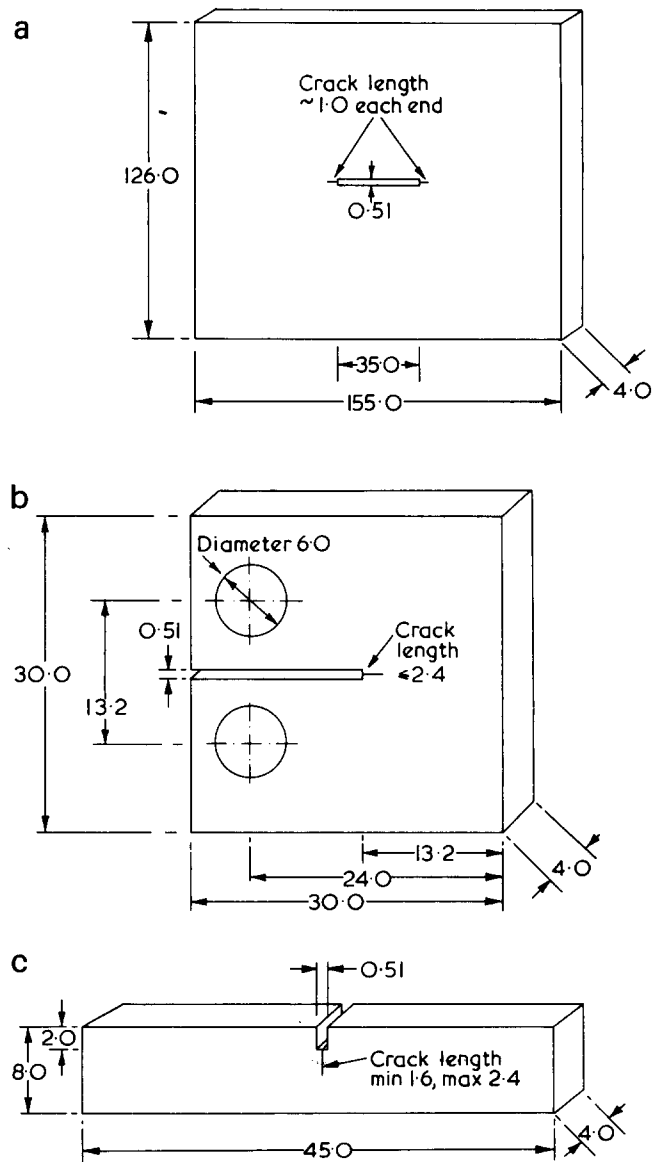 a
Crack length
~1·0 each end
126·0
0·51
35·0
155·0
4·0
b
Diameter 6·0
0·51
Crack
length
⩽2·4
30·0
13·2
13·2
24·0
30·0
4·0
c
0·51
2·0
8·0
Crack length
min 1·6, max 2·4
45·0
4·0